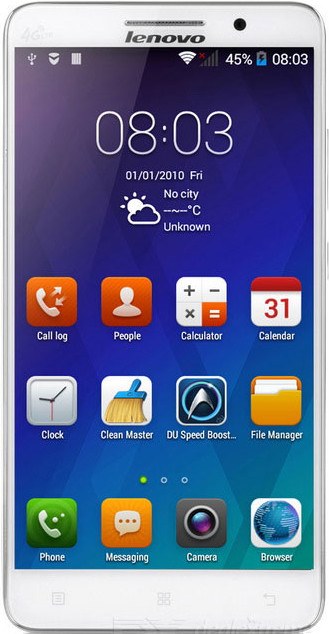 4G
lenovo
45% 08:03
08:03
01/01/2010 Fri
No city
--~--°C
Unknown
Call log People Calculator 31 Calendar
Clock Clean Master DU Speed Boost... File Manager
Phone Messaging Camera Browser